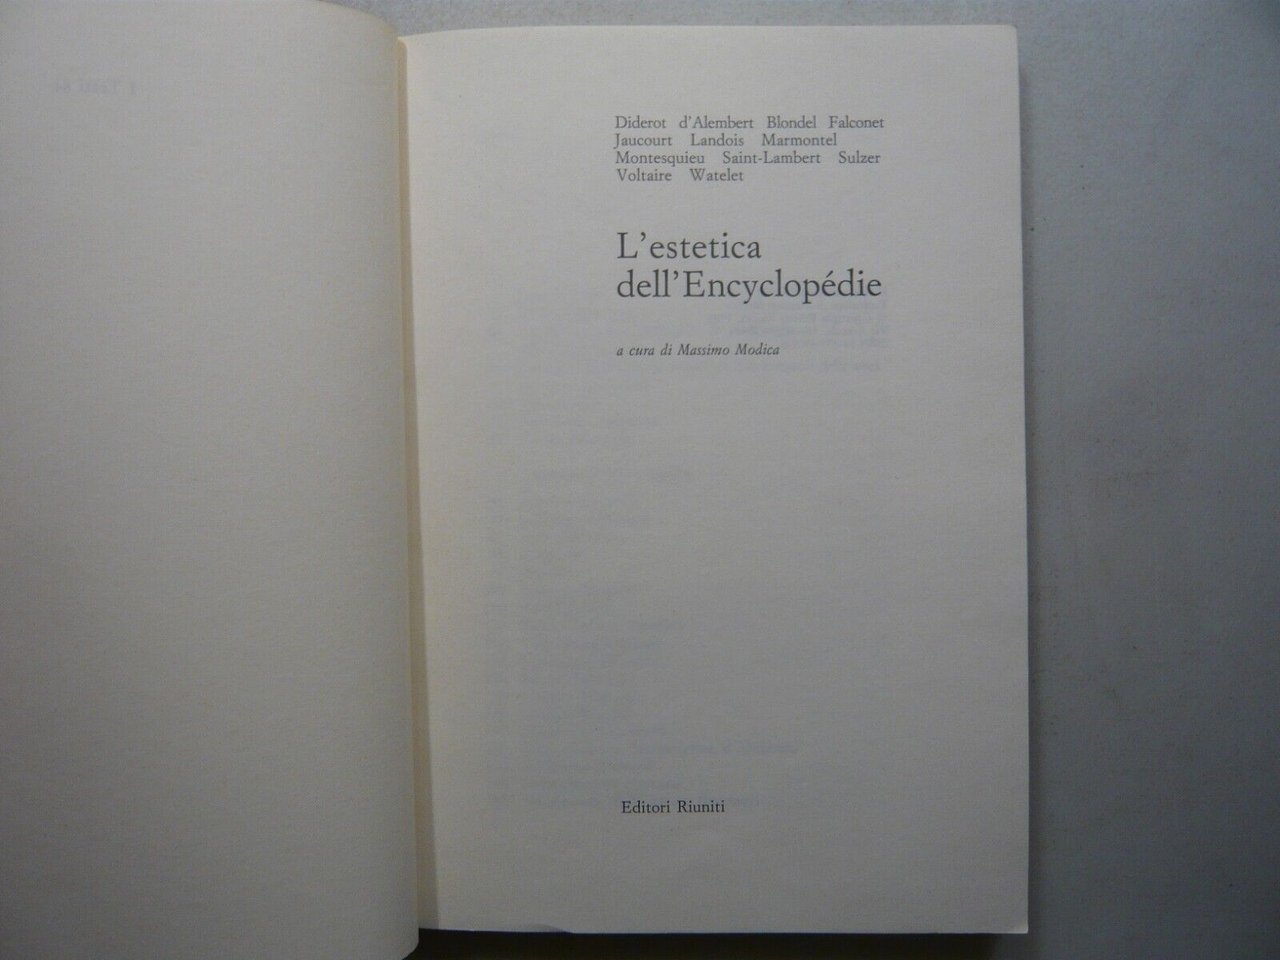 Diderot d'Alembert Blondel Falconet
Jaucourt Landois Marmontel
Montesquieu Saint-Lambert Sulzer
Voltaire Watelet
L'estetica
dell'Encyclopédie
a cura di Massimo Modica
Editori Riuniti